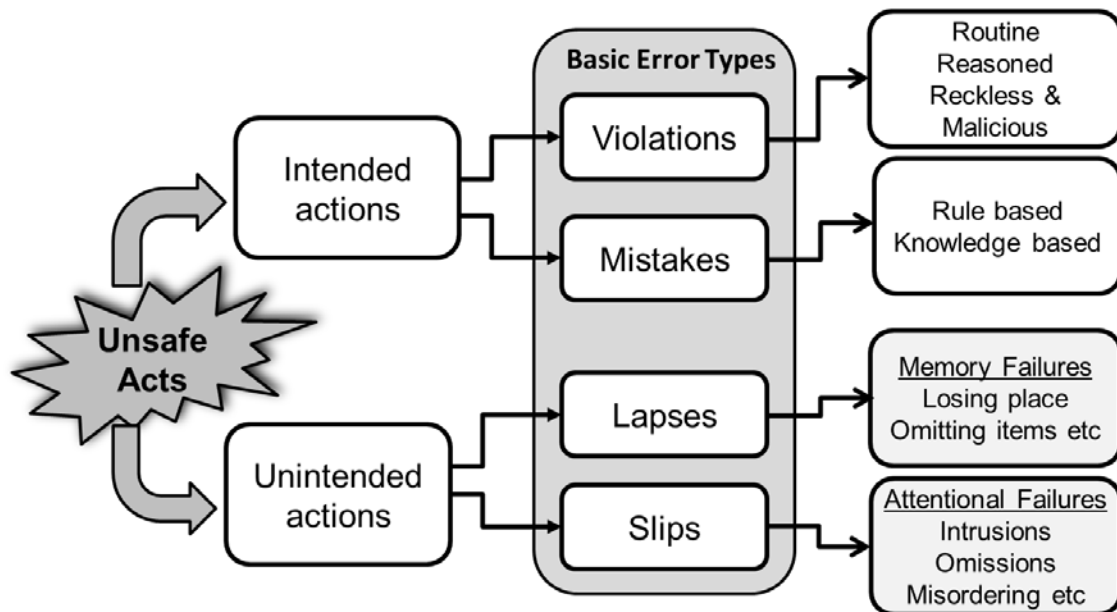 Unsafe
Acts
Intended
actions
Unintended
actions
Basic Error Types
Violations
Mistakes
Lapses
Slips
Routine
Reasoned
Reckless &
Malicious
Rule based
Knowledge based
Memory Failures
Losing place
Omitting items etc
Attentional Failures
Intrusions
Omissions
Misordering etc